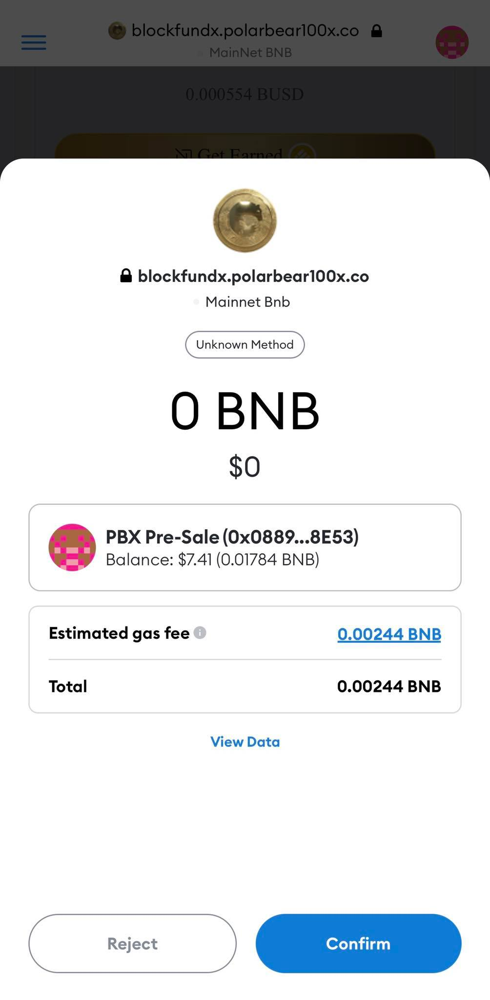 blockfundx.polarbear100x.co
MainNet BNB
0.000554 BUSD
Get Earned
blockfundx.polarbear100x.co
Mainnet Bnb
Unknown Method
0 BNB
$0
PBX Pre-Sale (0x0889...8E53)
Balance: $7.41 (0.01784 BNB)
Estimated gas fee 0.00244 BNB
Total 0.00244 BNB
View Data
Reject Confirm